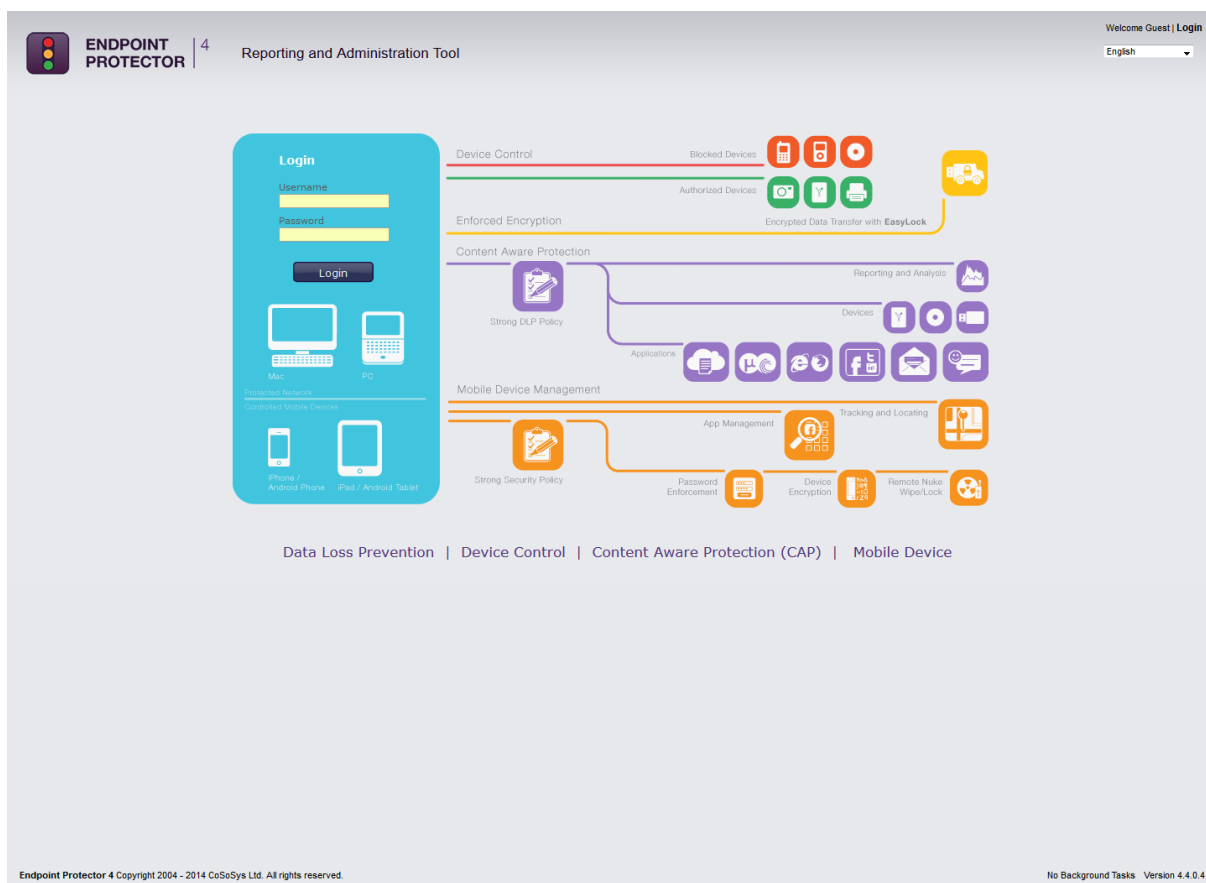 Welcome Guest | Login
English
ENDPOINT PROTECTOR 4
Reporting and Administration Tool
Login
Username
Password
Login
Mac
PC
Protected Network
Controlled Mobile Devices
iPhone / Android Phone
iPad / Android Tablet
Device Control
Blocked Devices
Authorized Devices
Enforced Encryption
Encrypted Data Transfer with EasyLock
Content Aware Protection
Strong DLP Policy
Reporting and Analysis
Devices
Applications
Mobile Device Management
Tracking and Locating
App Management
Strong Security Policy
Password Enforcement
Device Encryption
Remote Nuke Wipe/Lock
Data Loss Prevention | Device Control | Content Aware Protection (CAP) | Mobile Device
Endpoint Protector 4 Copyright 2004 - 2014 CoSoSys Ltd. All rights reserved.
No Background Tasks Version 4.4.0.4